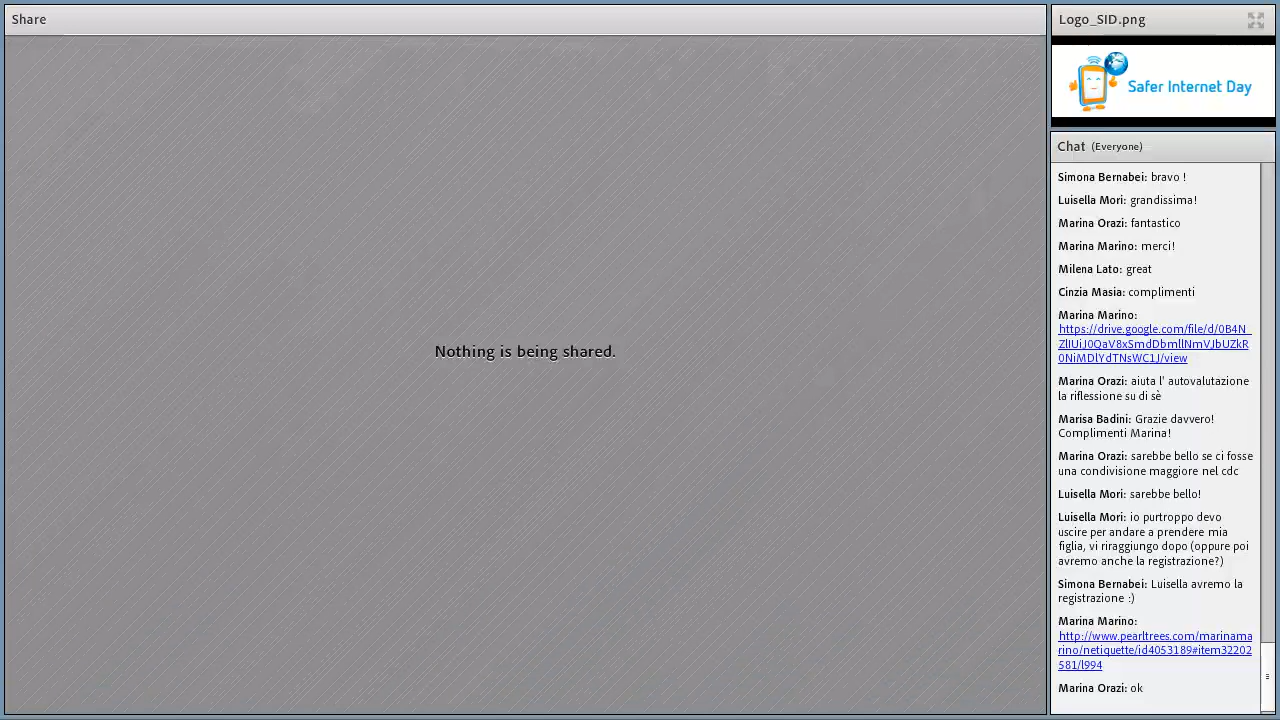 Share
Nothing is being shared.
Logo_SID.png
Safer Internet Day
Chat (Everyone)
Simona Bernabei: bravo !
Luisella Mori: grandissima!
Marina Orazi: fantastico
Marina Marino: merci!
Milena Lato: great
Cinzia Masia: complimenti
Marina Marino:
https://drive.google.com/file/d/0B4N_
ZlIUiJ0QaV8xSmdDbmllNmVJbUZkR
0NiMDlYdTNsWC1J/view
Marina Orazi: aiuta l' autovalutazione
la riflessione su di sè
Marisa Badini: Grazie davvero!
Complimenti Marina!
Marina Orazi: sarebbe bello se ci fosse
una condivisione maggiore nel cdc
Luisella Mori: sarebbe bello!
Luisella Mori: io purtroppo devo
uscire per andare a prendere mia
figlia, vi riraggiungo dopo (oppure poi
avremo anche la registrazione?)
Simona Bernabei: Luisella avremo la
registrazione :)
Marina Marino:
http://www.pearltrees.com/marinama
rino/netiquette/id4053189#item32202
581/l994
Marina Orazi: ok